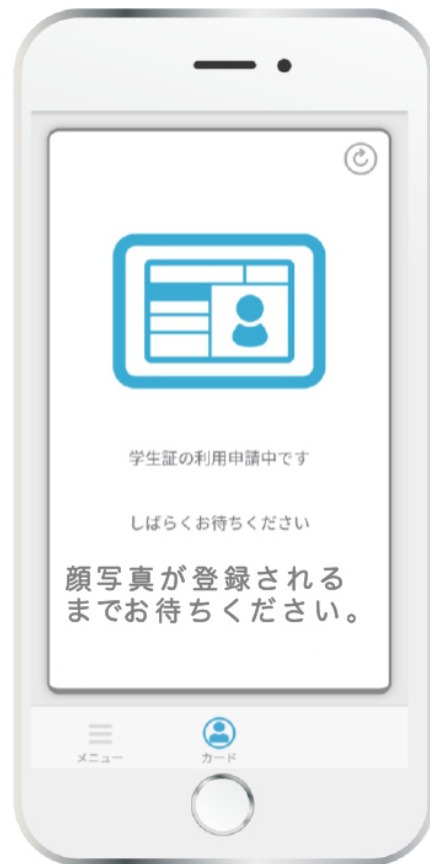 学生証の利用申請中です
しばらくお待ちください
顔写真が登録される
までお待ちください。
メニュー
カード